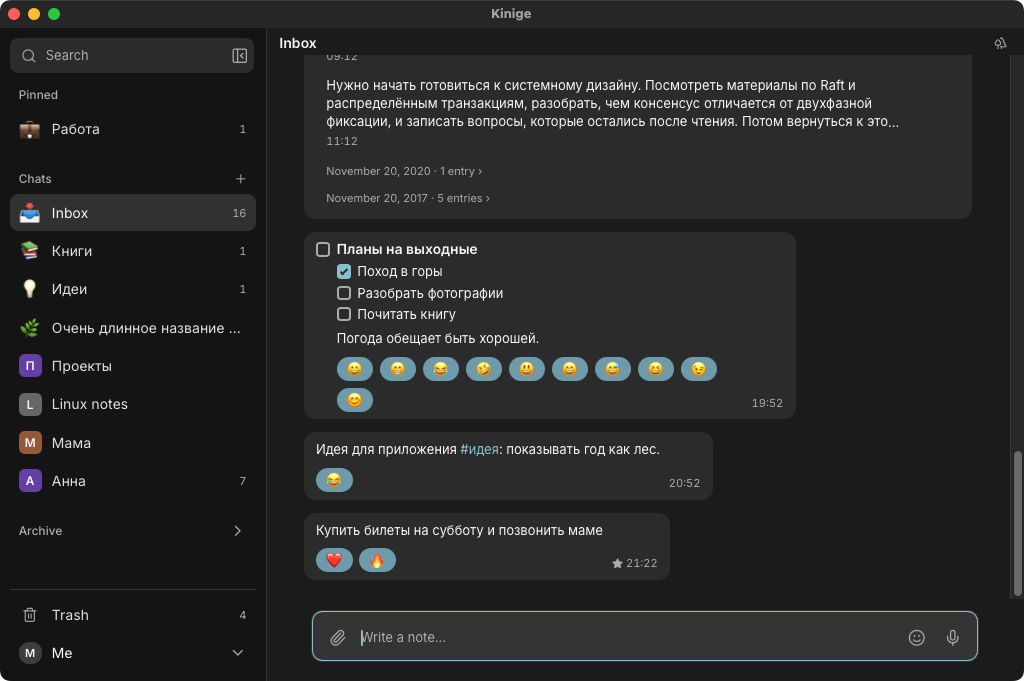 Kinige
Search
Pinned
Работа 1
Chats
Inbox 16
Книги 1
Идеи 1
Очень длинное название ...
П Проекты
L Linux notes
М Мама
А Анна 7
Archive
Trash 4
M Me
Inbox
09:12
Нужно начать готовиться к системному дизайну. Посмотреть материалы по Raft и
распределённым транзакциям, разобрать, чем консенсус отличается от двухфазной
фиксации, и записать вопросы, которые остались после чтения. Потом вернуться к это...
11:12
November 20, 2020 · 1 entry ›
November 20, 2017 · 5 entries ›
Планы на выходные
Поход в горы
Разобрать фотографии
Почитать книгу
Погода обещает быть хорошей.
19:52
Идея для приложения #идея: показывать год как лес.
20:52
Купить билеты на субботу и позвонить маме
21:22
Write a note...